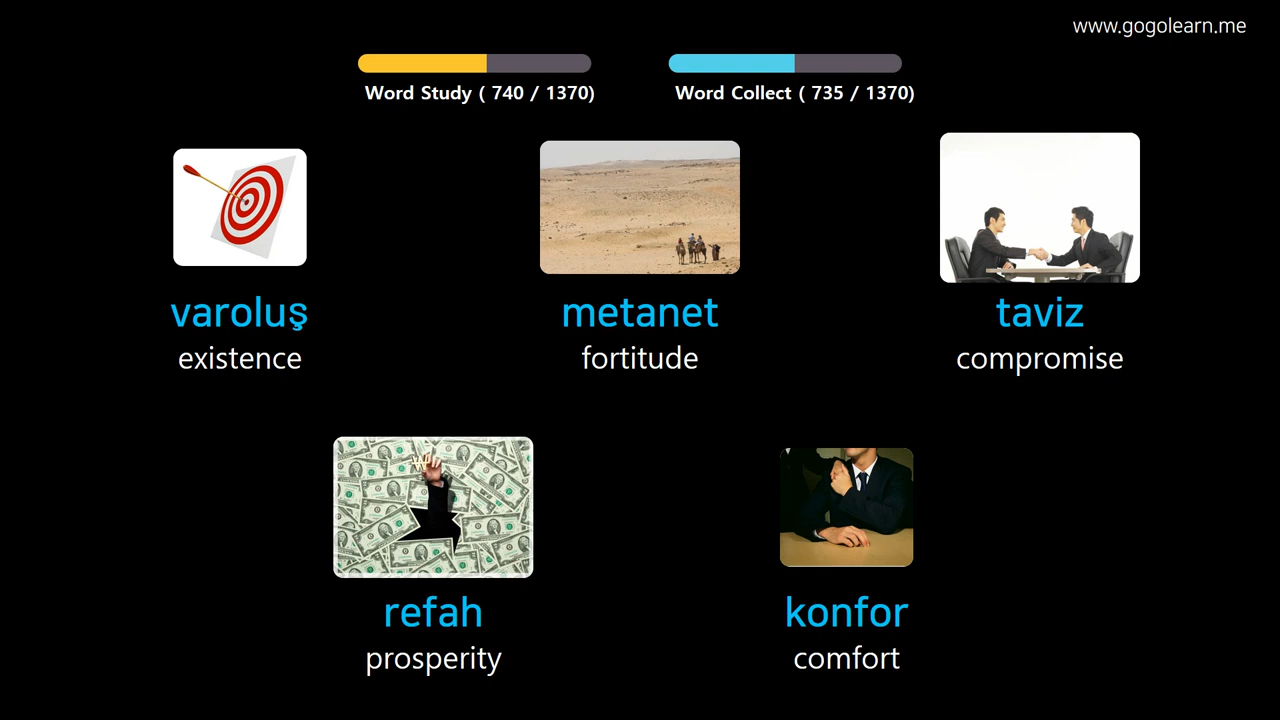 www.gogolearn.me
Word Study ( 740 / 1370)
Word Collect ( 735 / 1370)
varoluş
existence
metanet
fortitude
taviz
compromise
refah
prosperity
konfor
comfort